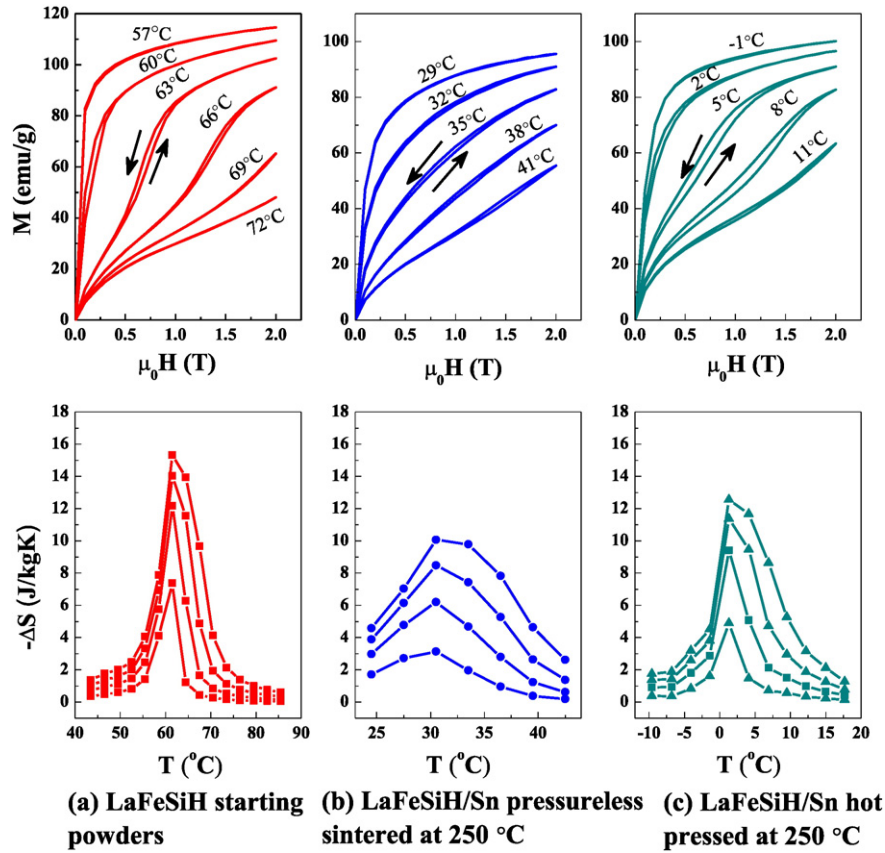 120
110
100
80
60
40
20
0
M (emu/g)
57°C
60°C
63°C
66°C
69°C
72°C
0.0 0.5 1.0 1.5 2.0
μ0H (T)
100
80
60
40
20
0
29°C
32°C
35°C
38°C
41°C
0.0 0.5 1.0 1.5 2.0
μ0H (T)
100
80
60
40
20
0
-1°C
2°C
5°C
8°C
11°C
0.0 0.5 1.0 1.5 2.0
μ0H (T)
18
16
14
12
10
8
6
4
2
0
-ΔS (J/kgK)
40 50 60 70 80 90
T (°C)
18
16
14
12
10
8
6
4
2
0
25 30 35 40
T (°C)
18
16
14
12
10
8
6
4
2
0
-10 -5 0 5 10 15 20
T (°C)
(a) LaFeSiH starting
powders
(b) LaFeSiH/Sn pressureless
sintered at 250 °C
(c) LaFeSiH/Sn hot
pressed at 250 °C